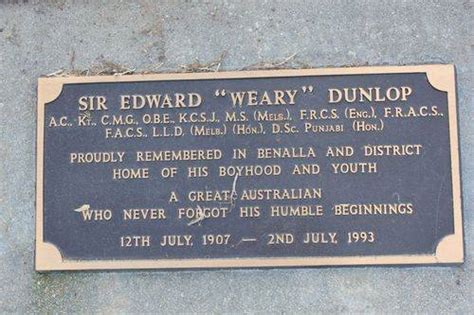 SIR EDWARD "WEARY" DUNLOP
A.C., KT., C.M.G., O.B.E., K.C.S.J., M.S. (MELB.), F.R.C.S. (ENG.), F.R.A.C.S.,
F.A.C.S., L.L.D. (MELB.) (HON.), D.SC. PUNJABI (HON.)
PROUDLY REMEMBERED IN BENALLA AND DISTRICT
HOME OF HIS BOYHOOD AND YOUTH
A GREAT AUSTRALIAN
WHO NEVER FORGOT HIS HUMBLE BEGINNINGS
12TH JULY, 1907 — 2ND JULY, 1993